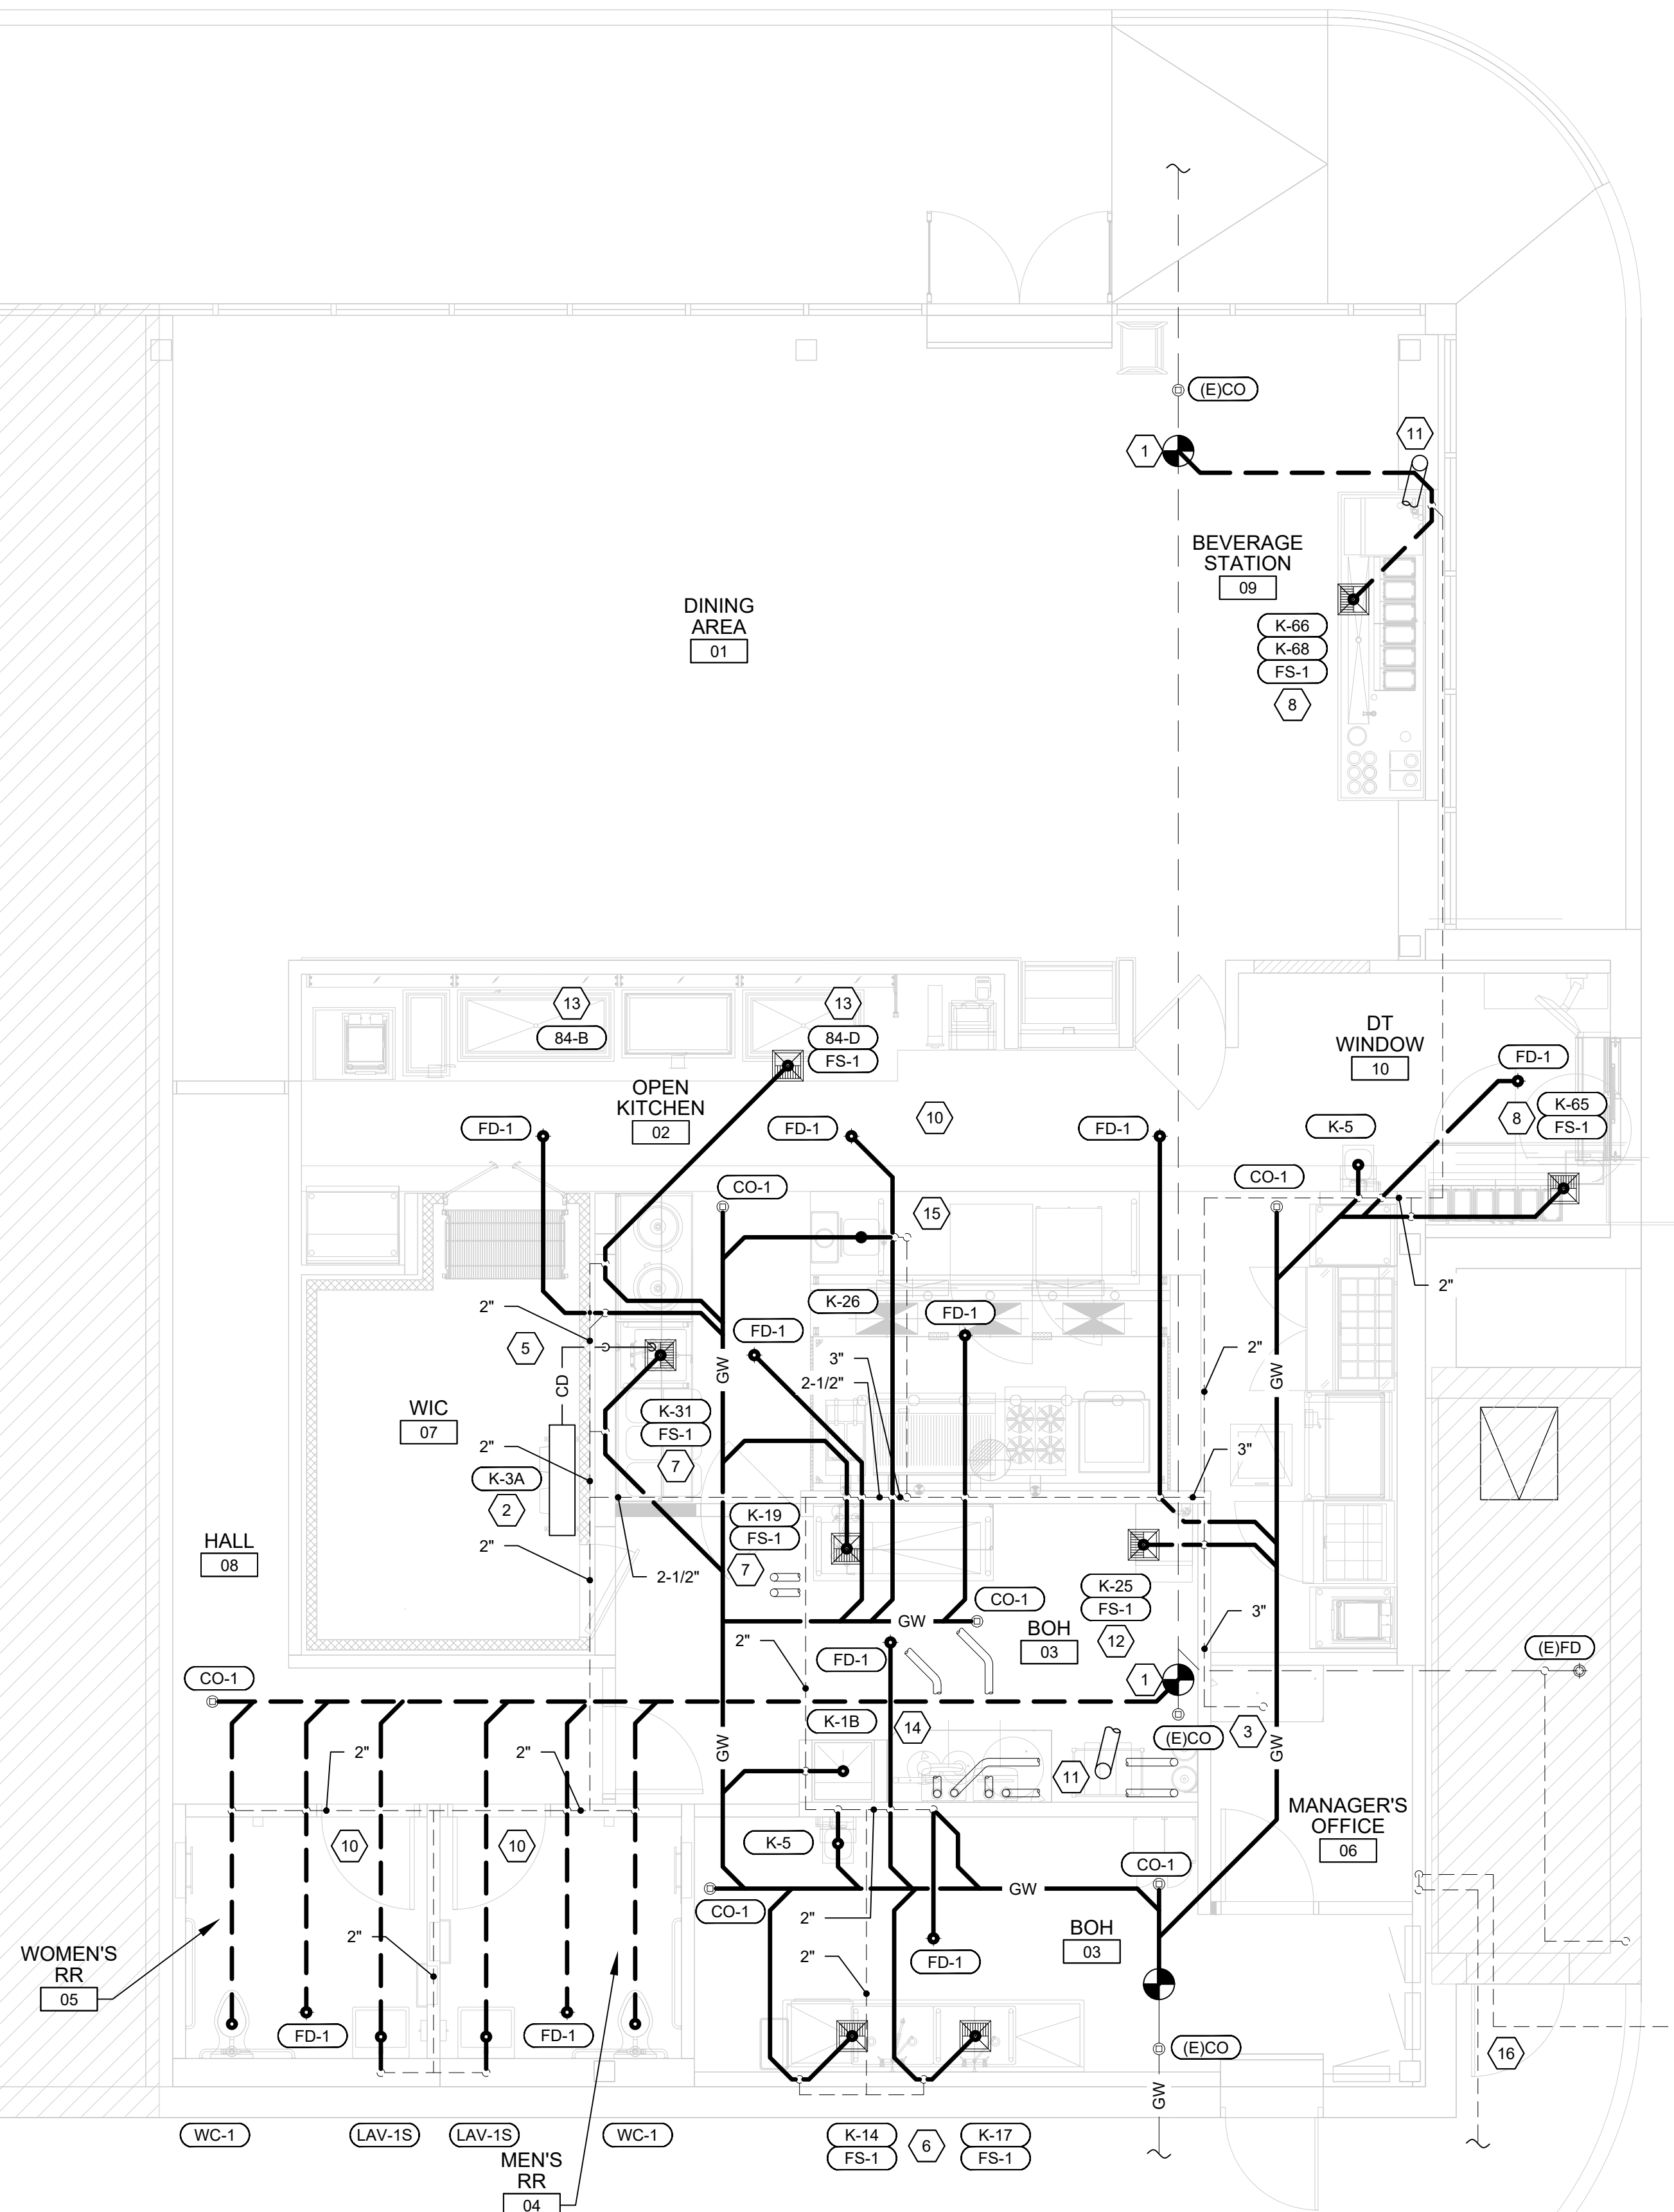 (E)CO
11
1
BEVERAGE
STATION
09
DINING
AREA
01
K-66
K-68
FS-1
8
13
84-B
13
84-D
FS-1
DT
WINDOW
10
FD-1
OPEN
KITCHEN
02
K-65
FS-1
8
FD-1
FD-1
10
FD-1
K-5
CO-1
CO-1
15
2"
2"
5
K-26
FD-1
FD-1
2"
GW
GW
CD
3"
2-1/2"
WIC
07
K-31
FS-1
7
2"
K-3A
2
3"
K-19
FS-1
7
HALL
08
2"
2-1/2"
K-25
FS-1
12
CO-1
GW
BOH
03
3"
2"
FD-1
(E)FD
CO-1
1
K-1B
14
(E)CO
3
GW
GW
2"
2"
11
MANAGER'S
OFFICE
06
10
10
K-5
CO-1
GW
CO-1
2"
BOH
03
2"
2"
FD-1
WOMEN'S
RR
05
FD-1
FD-1
(E)CO
16
GW
WC-1
LAV-1S
LAV-1S
WC-1
K-14
FS-1
6
K-17
FS-1
MEN'S
RR
04